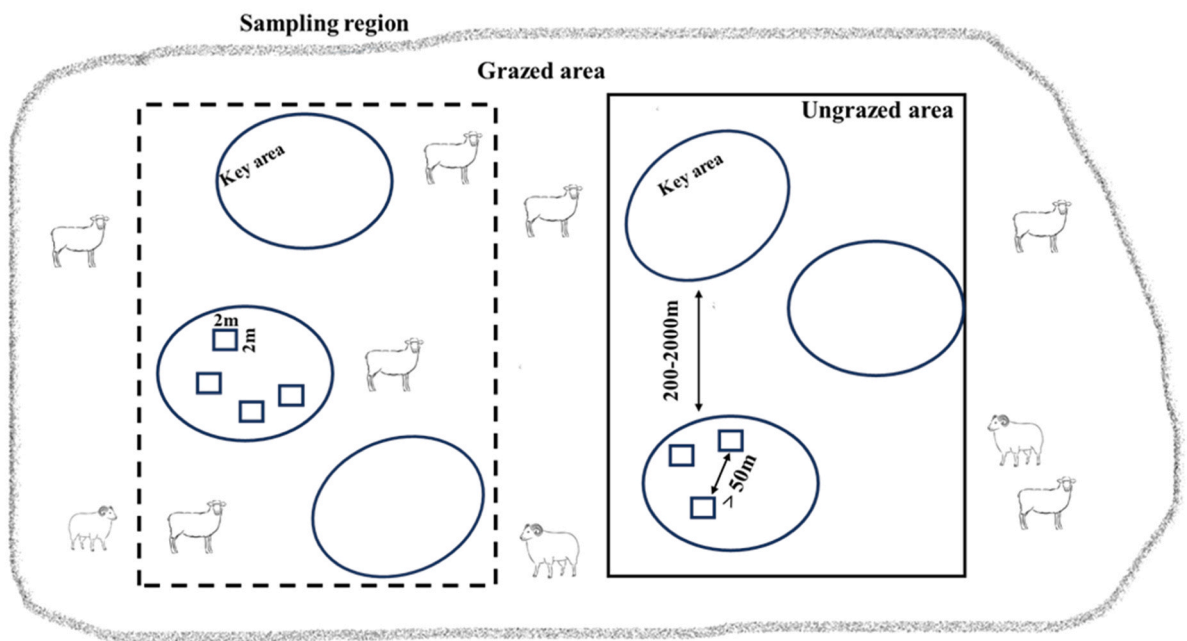 Sampling region
Grazed area
Ungrazed area
Key area
Key area
2m
2m
200-2000m
> 50m